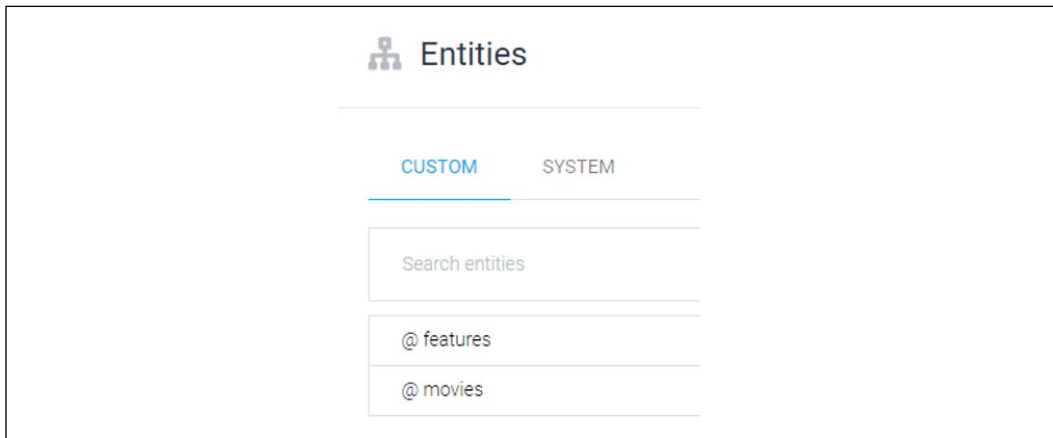 Entities
CUSTOM SYSTEM
Search entities
@ features
@ movies